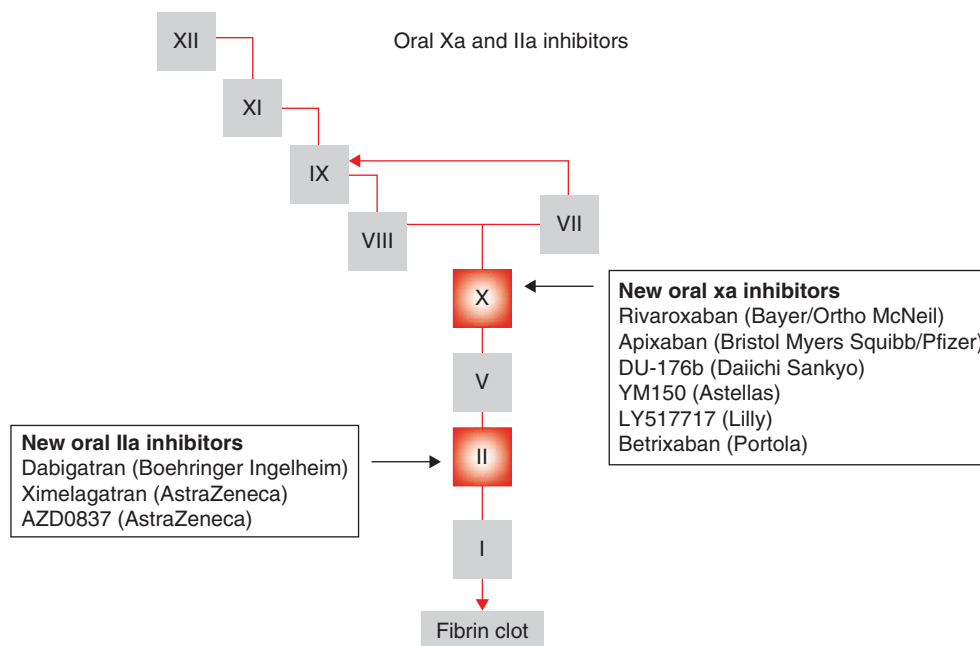 XII
Oral Xa and IIa inhibitors
XI
IX
VIII
VII
X
New oral xa inhibitors
Rivaroxaban (Bayer/Ortho McNeil)
Apixaban (Bristol Myers Squibb/Pfizer)
DU-176b (Daiichi Sankyo)
YM150 (Astellas)
LY517717 (Lilly)
Betrixaban (Portola)
V
New oral IIa inhibitors
Dabigatran (Boehringer Ingelheim)
Ximelagatran (AstraZeneca)
AZD0837 (AstraZeneca)
II
I
Fibrin clot